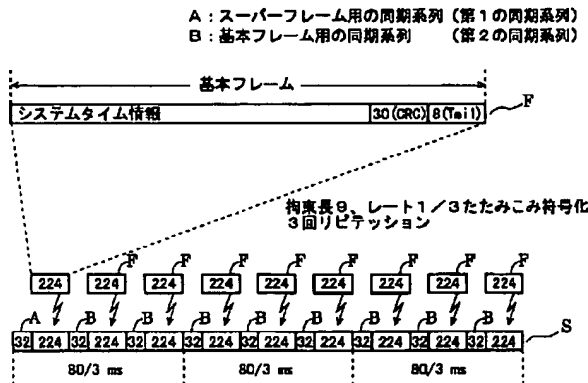 A:スーパーフレーム用の同期系列(第1の同期系列)
B:基本フレーム用の同期系列 (第2の同期系列)
基本フレーム
システムタイム情報 30(CRC) 8(Tail) F
拘束長9、レート1/3たたみこみ符号化
3回リピテッション
F F F F F F F F
224 224 224 224 224 224 224 224 224
A B B B B B B B B S
32 224 32 224 32 224 32 224 32 224 32 224 32 224 32 224 32 224
80/3 ms 80/3 ms 80/3 ms